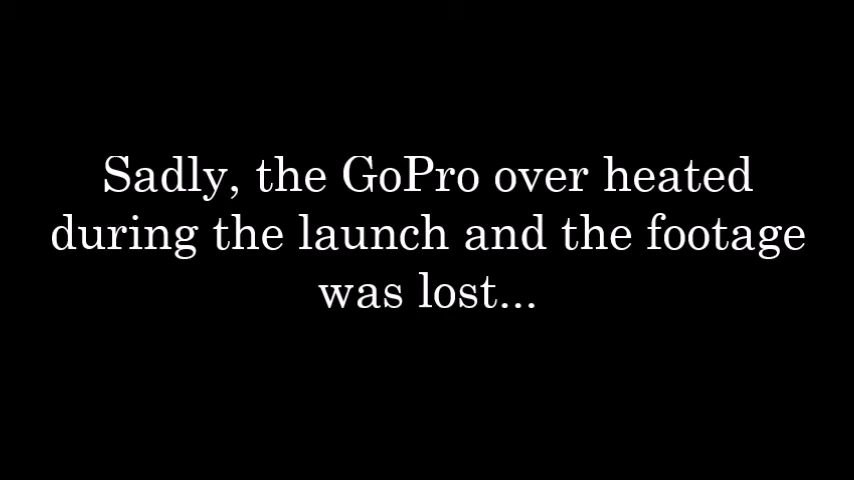 Sadly, the GoPro over heated
during the launch and the footage
was lost...